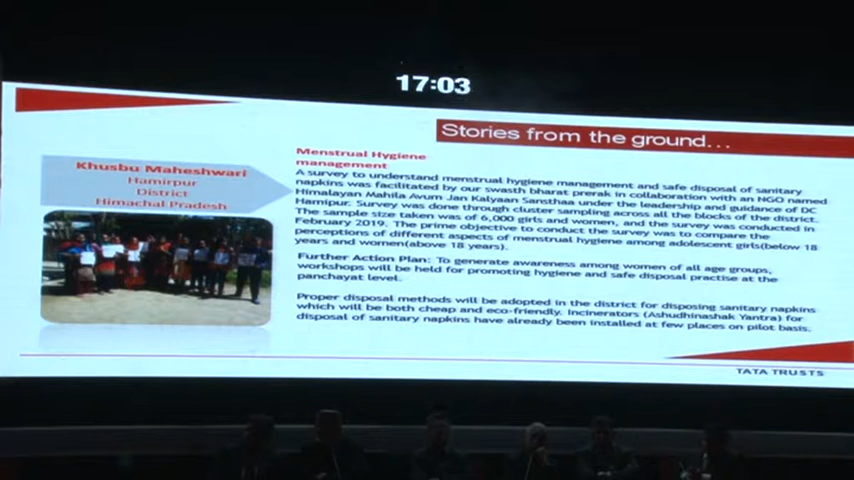 17:03
Stories from the ground...
Khusbu Maheshwari
Hamirpur
District
Himachal Pradesh
Menstrual Hygiene
management
A survey to understand menstrual hygiene management and safe disposal of sanitary
napkins was facilitated by our swasth bharat prerak in collaboration with an NGO named
Himalayan Mahila Avum Jan Kalyaan Sansthaa under the leadership and guidance of DC
Hamirpur. Survey was done through cluster sampling across all the blocks of the district.
The sample size taken was of 6,000 girls and women, and the survey was conducted in
February 2019. The prime objective to conduct the survey was to compare the
perceptions of different aspects of menstrual hygiene among adolescent girls(below 18
years and women(above 18 years).
Further Action Plan: To generate awareness among women of all age groups,
workshops will be held for promoting hygiene and safe disposal practise at the
panchayat level.
Proper disposal methods will be adopted in the district for disposing sanitary napkins
which will be both cheap and eco-friendly. Incinerators (Ashudhinashak Yantra) for
disposal of sanitary napkins have already been installed at few places on pilot basis.
TATA TRUSTS